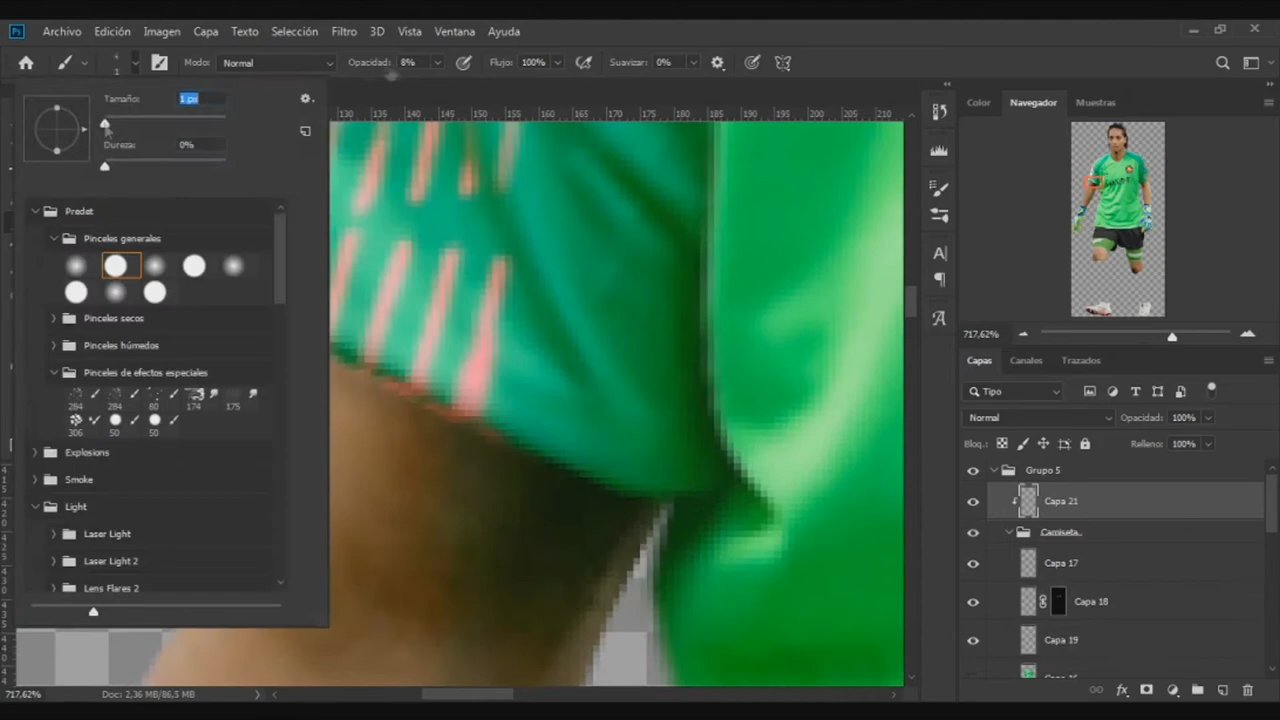 Ps Archivo Edición Imagen Capa Texto Selección Filtro 3D Vista Ventana Ayuda
1 Modo: Normal Opacidad: 8% Flujo: 100% Suavizar: 0%
Tamaño: 1 px
Dureza: 0%
Predet
Pinceles generales
Pinceles secos
Pinceles húmedos
Pinceles de efectos especiales
284 284 80 174 175
306 50 50
Explosions
Smoke
Light
Laser Light
Laser Light 2
Lens Flares 2
130 135 140 145 150 155 160 165 170 175 180 185 190 195 200 205 210
Color Navegador Muestras
717,62%
Capas Canales Trazados
Tipo
Normal Opacidad: 100%
Bloq.: Relleno: 100%
Grupo 5
Capa 21
Camiseta
Capa 17
Capa 18
Capa 19
fx
717,62% Doc: 2,36 MB/86,5 MB